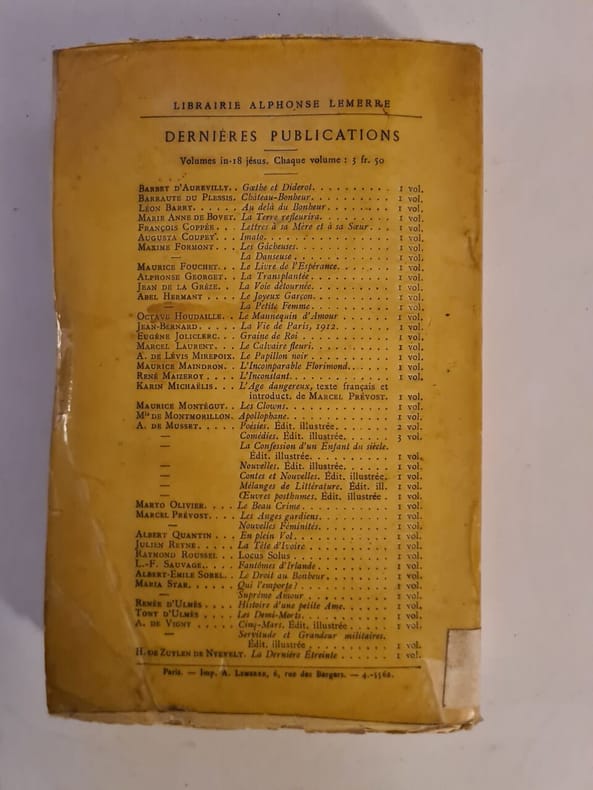 LIBRAIRIE ALPHONSE LEMERRE
DERNIÈRES PUBLICATIONS
Volumes in-18 jésus. Chaque volume : 3 fr. 50
BARBEY D'AUREVILLY. . Gœthe et Diderot. . . . . . . . . . 1 vol.
BARRAUTE DU PLESSIS. Château-Bonheur. . . . . . . . . . 1 vol.
LÉON BARRY. . . . . . Au delà du Bonheur. . . . . . . . 1 vol.
MARIE ANNE DE BOVET. La Terre refleurira. . . . . . . . . 1 vol.
FRANÇOIS COPPÉE. . . Lettres à sa Mère et à sa Sœur. . . 1 vol.
AUGUSTA COUPEY. . . Imato. . . . . . . . . . . . . . . . 1 vol.
MAXIME FORMONT. . . Les Gâcheuses. . . . . . . . . . . 1 vol.
— La Danseuse . . . . . . . . . . . . 1 vol.
MAURICE FOUCHET. . . Le Livre de l'Espérance. . . . . . . 1 vol.
ALPHONSE GEORGET. . La Transplantée. . . . . . . . . . . 1 vol.
JEAN DE LA GRÈZE. . . La Voie détournée. . . . . . . . . . 1 vol.
ABEL HERMANT . . . . Le Joyeux Garçon. . . . . . . . . . 1 vol.
— La Petite Femme. . . . . . . . . . . 1 vol.
OCTAVE HOUDAILLE. . Le Mannequin d'Amour . . . . . . 1 vol.
JEAN-BERNARD. . . . . La Vie de Paris, 1912. . . . . . . . 1 vol.
EUGÈNE JOLICLERC. . Graine de Roi . . . . . . . . . . . . 1 vol.
MARCEL LAURENT. . . Le Calvaire fleuri. . . . . . . . . . 1 vol.
A. DE LÉVIS MIREPOIX. Le Papillon noir . . . . . . . . . . 1 vol.
MAURICE MAINDRON. . L'Incomparable Florimond. . . . . . 1 vol.
RENÉ MAIZEROY . . . . L'Inconstant. . . . . . . . . . . . . 1 vol.
KARIN MICHAËLIS. . . L'Age dangereux, texte français et
introduct. de MARCEL PRÉVOST. 1 vol.
MAURICE MONTÉGUT. . Les Clowns. . . . . . . . . . . . . . 1 vol.
Mis DE MONTMORILLON. Apollophane. . . . . . . . . . . . . 1 vol.
A. DE MUSSET. . . . . Poésies. Édit. illustrée. . . . . . . . 2 vol.
— Comédies. Édit. illustrée. . . . . . . 3 vol.
— La Confession d'un Enfant du siècle.
Édit. illustrée. . . . . . . . . . . 1 vol.
— Nouvelles. Édit. illustrée. . . . . . . 1 vol.
— Contes et Nouvelles. Édit. illustrée. . 1 vol.
— Mélanges de Littérature. Édit. ill. 1 vol.
— Œuvres posthumes. Édit. illustrée . 1 vol.
MARYO OLIVIER. . . . Le Beau Crime. . . . . . . . . . . . 1 vol.
MARCEL PRÉVOST. . . . Les Anges gardiens. . . . . . . . . . 1 vol.
— Nouvelles Féminités. . . . . . . . . . 1 vol.
ALBERT QUANTIN . . . En plein Vol. . . . . . . . . . . . . 1 vol.
JULIEN REYNE. . . . . La Tête d'Ivoire . . . . . . . . . . . 1 vol.
RAYMOND ROUSSEL . . Locus Solus . . . . . . . . . . . . . 1 vol.
L.-F. SAUVAGE. . . . . Fantômes d'Irlande . . . . . . . . . 1 vol.
ALBERT-ÉMILE SOREL. . Le Droit au Bonheur . . . . . . . . 1 vol.
MARIA STAR. . . . . . Qui l'emporte? . . . . . . . . . . . 1 vol.
— Suprême Amour . . . . . . . . . . . 1 vol.
RENÉE D'ULMÈS . . . . Histoire d'une petite Ame. . . . . . 1 vol.
TONY D'ULMÈS . . . . Les Demi-Morts. . . . . . . . . . . 1 vol.
A. DE VIGNY . . . . . Cinq-Mars. Édit. illustrée . . . . . . 1 vol.
— Servitude et Grandeur militaires.
Édit. illustrée . . . . . . . . . . . 1 vol.
H. DE ZUYLEN DE NYEVELT. La Dernière Étreinte . . . . . . 1 vol.
Paris. — Imp. A. LEMERRE, 6, rue des Bergers. — 4.-5562.